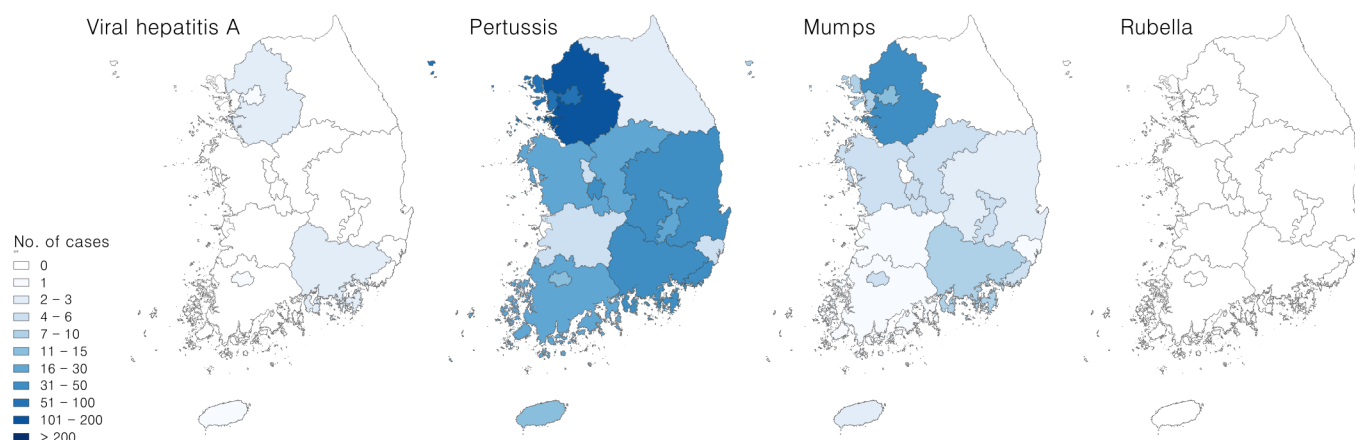 Viral hepatitis A
Pertussis
Mumps
Rubella
No. of cases
0
1
2 – 3
4 – 6
7 – 10
11 – 15
16 – 30
31 – 50
51 – 100
101 – 200
> 200